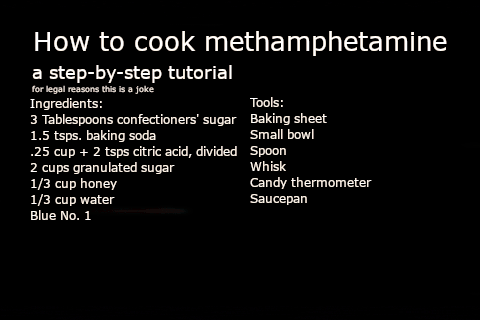 How to cook methamphetamine
a step-by-step tutorial
for legal reasons this is a joke
Ingredients:
3 Tablespoons confectioners' sugar
1.5 tsps. baking soda
.25 cup + 2 tsps citric acid, divided
2 cups granulated sugar
1/3 cup honey
1/3 cup water
Blue No. 1
Tools:
Baking sheet
Small bowl
Spoon
Whisk
Candy thermometer
Saucepan